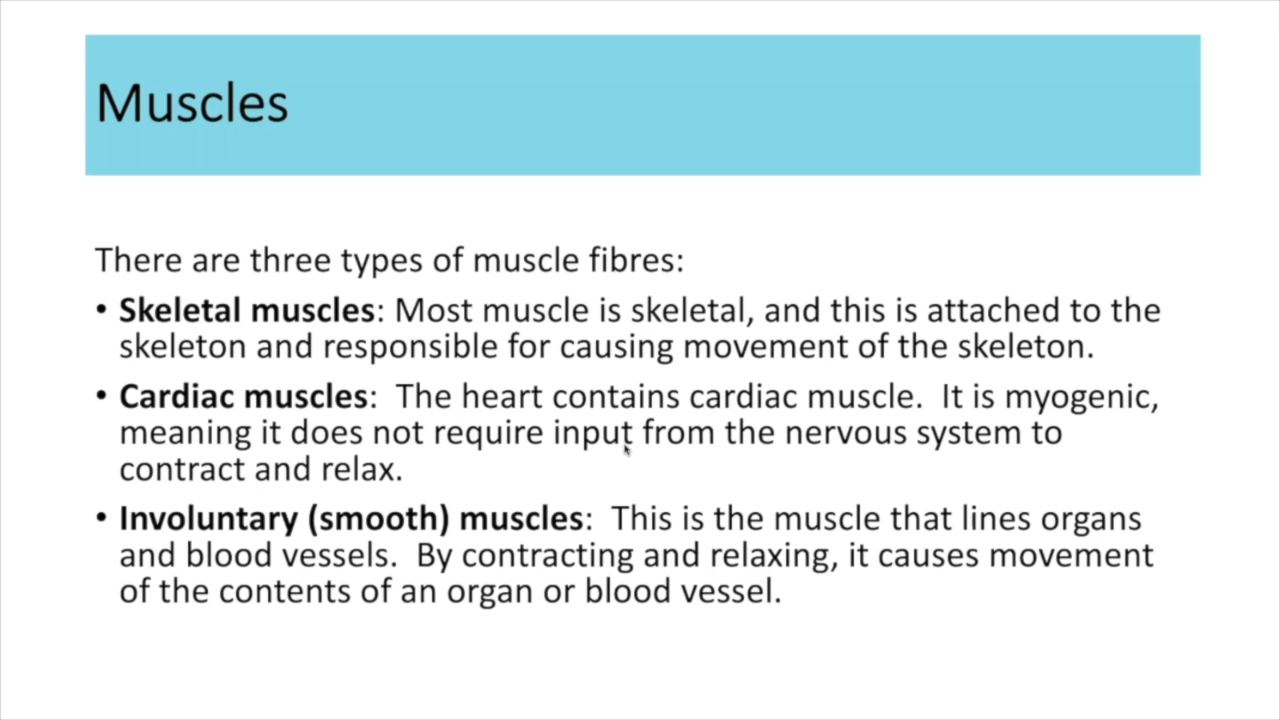 Muscles
There are three types of muscle fibres:
• Skeletal muscles: Most muscle is skeletal, and this is attached to the
skeleton and responsible for causing movement of the skeleton.
• Cardiac muscles:  The heart contains cardiac muscle.  It is myogenic,
meaning it does not require input from the nervous system to
contract and relax.
• Involuntary (smooth) muscles:  This is the muscle that lines organs
and blood vessels.  By contracting and relaxing, it causes movement
of the contents of an organ or blood vessel.